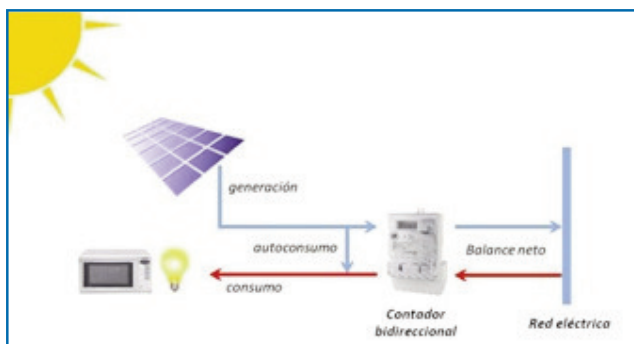 generación
autoconsumo
Balance neto
consumo
Contador
bidireccional
Red eléctrica